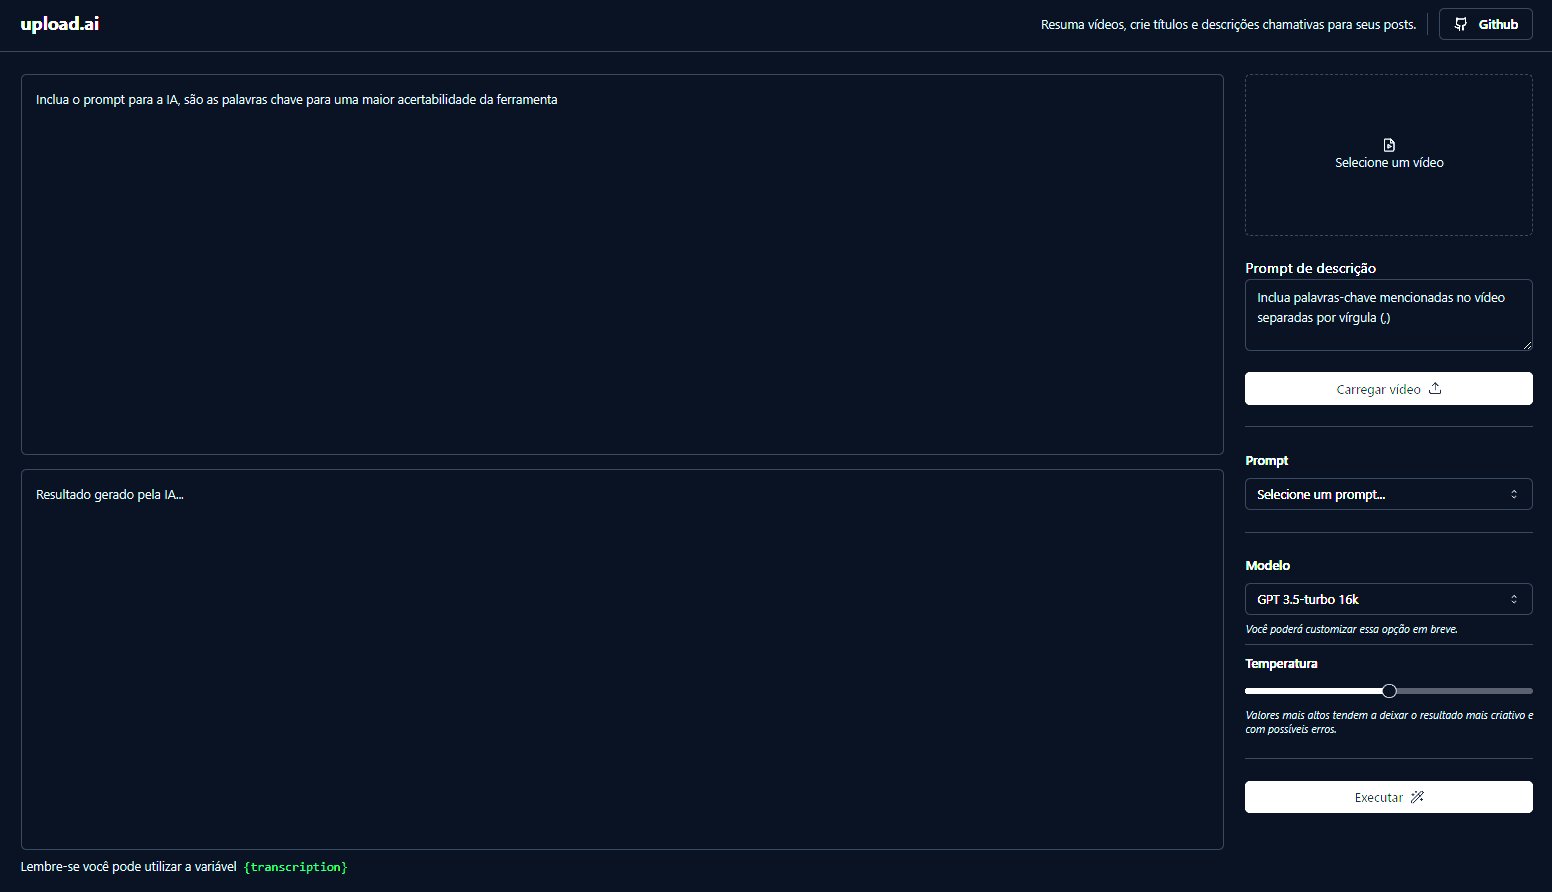 upload.ai
Resuma vídeos, crie títulos e descrições chamativas para seus posts.
Github
Inclua o prompt para a IA, são as palavras chave para uma maior acertabilidade da ferramenta
Resultado gerado pela IA...
Lembre-se você pode utilizar a variável {transcription}
Selecione um vídeo
Prompt de descrição
Inclua palavras-chave mencionadas no vídeo
separadas por vírgula (,)
Carregar vídeo
Prompt
Selecione um prompt...
Modelo
GPT 3.5-turbo 16k
Você poderá customizar essa opção em breve.
Temperatura
Valores mais altos tendem a deixar o resultado mais criativo e
com possíveis erros.
Executar